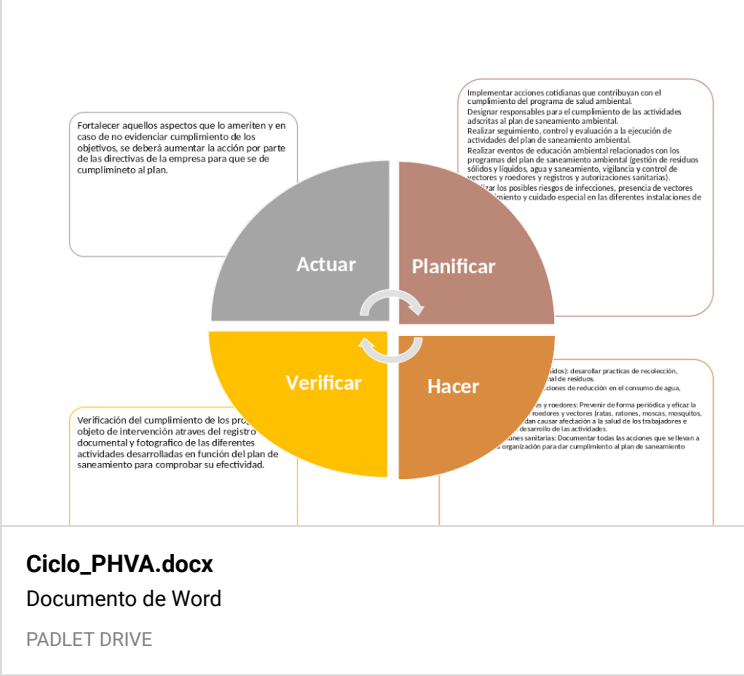 Fortalecer aquellos aspectos que lo ameriten y en
caso de no evidenciar cumplimiento de los
objetivos, se deberá aumentar la acción por parte
de las directivas de la empresa para que se de
cumplimineto al plan.
Implementar acciones cotidianas que contribuyan con el
cumplimiento del programa de salud ambiental.
Designar responsables para el cumplimiento de las actividades
adscritas al plan de saneamiento ambiental.
Realizar seguimiento, control y evaluación a la ejecución de
actividades del plan de saneamiento ambiental.
Realizar eventos de educación ambiental relacionados con los
programas del plan de saneamiento ambiental (gestión de residuos
sólidos y líquidos, agua y saneamiento, vigilancia y control de
vectores y roedores y registros y autorizaciones sanitarias).
los posibles riesgos de infecciones, presencia de vectores
y cuidado especial en las diferentes instalaciones de
Actuar
Planificar
Verificar
Hacer
Verificación del cumplimiento de los
objeto de intervención atraves del registro
documental y fotografico de las diferentes
actividades desarrolladas en función del plan de
saneamiento para comprobar su efectividad.
desarollar practicas de recolección,
de residuos.
de reducción en el consumo de agua,
y roedores: Prevenir de forma periódica y eficaz la
roedores y vectores (ratas, ratones, moscas, mosquitos,
causar afectación a la salud de los trabajadores e
desarrollo de las actividades.
sanitarias: Documentar todas las acciones que se llevan a
organización para dar cumplimiento al plan de saneamiento
Ciclo_PHVA.docx
Documento de Word
PADLET DRIVE